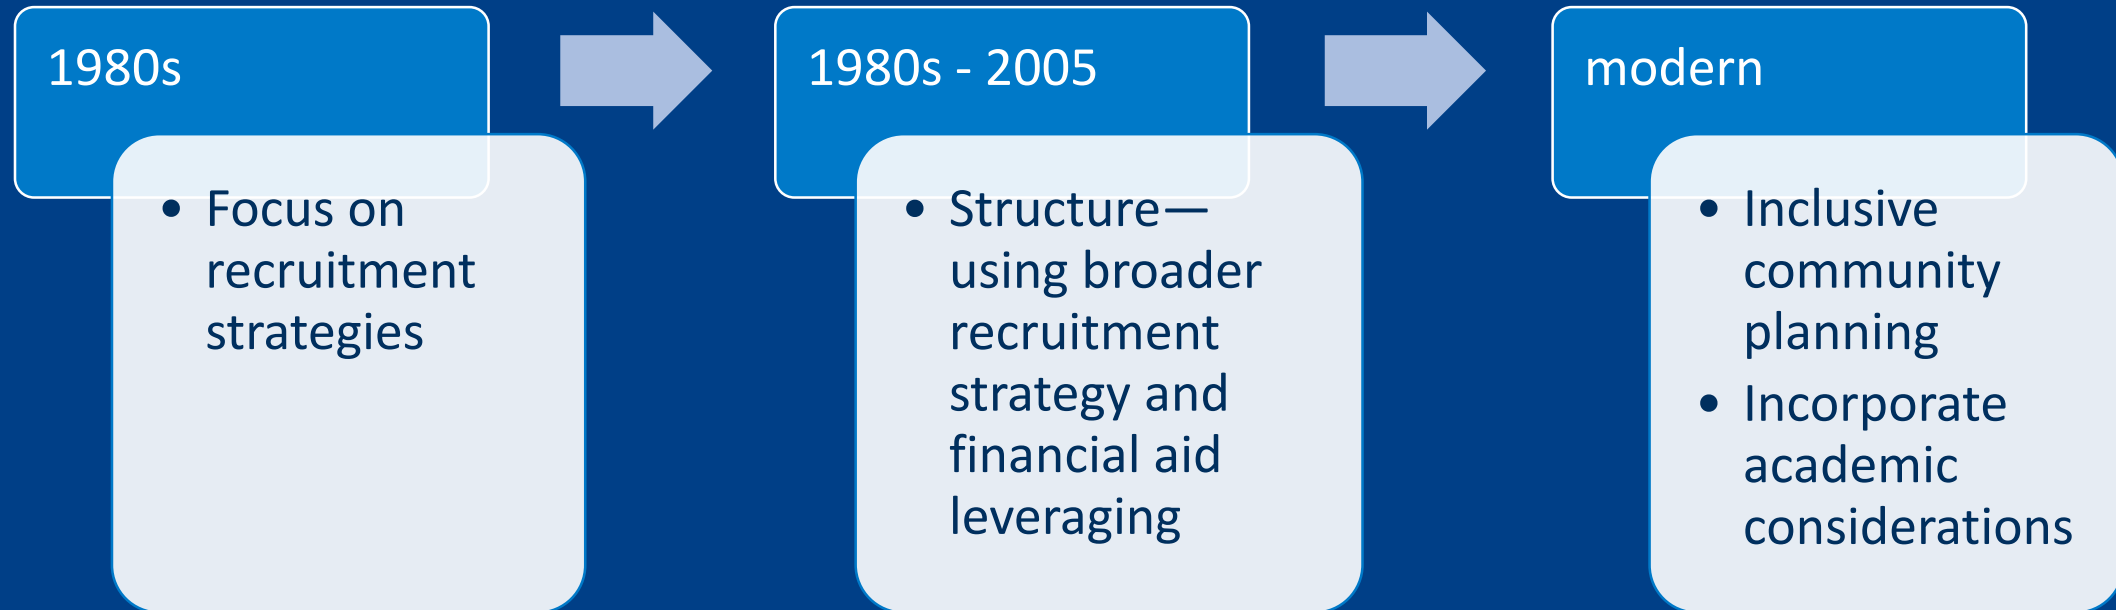 1980s
• Focus on
recruitment
strategies
1980s - 2005
• Structure—
using broader
recruitment
strategy and
financial aid
leveraging
modern
• Inclusive
community
planning
• Incorporate
academic
considerations